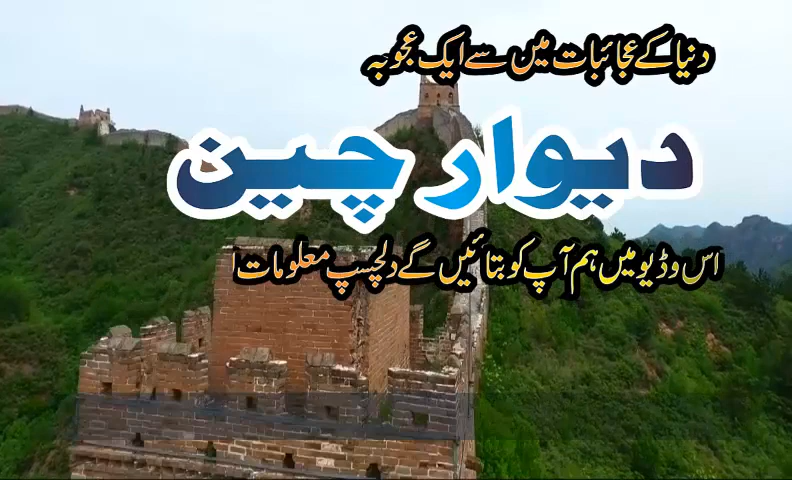 دنیا کے عجائبات میں سے ایک عجوبہ
دیوار چین
اس وڈیو میں ہم آپ کو بتائیں گے دلچسپ معلومات!